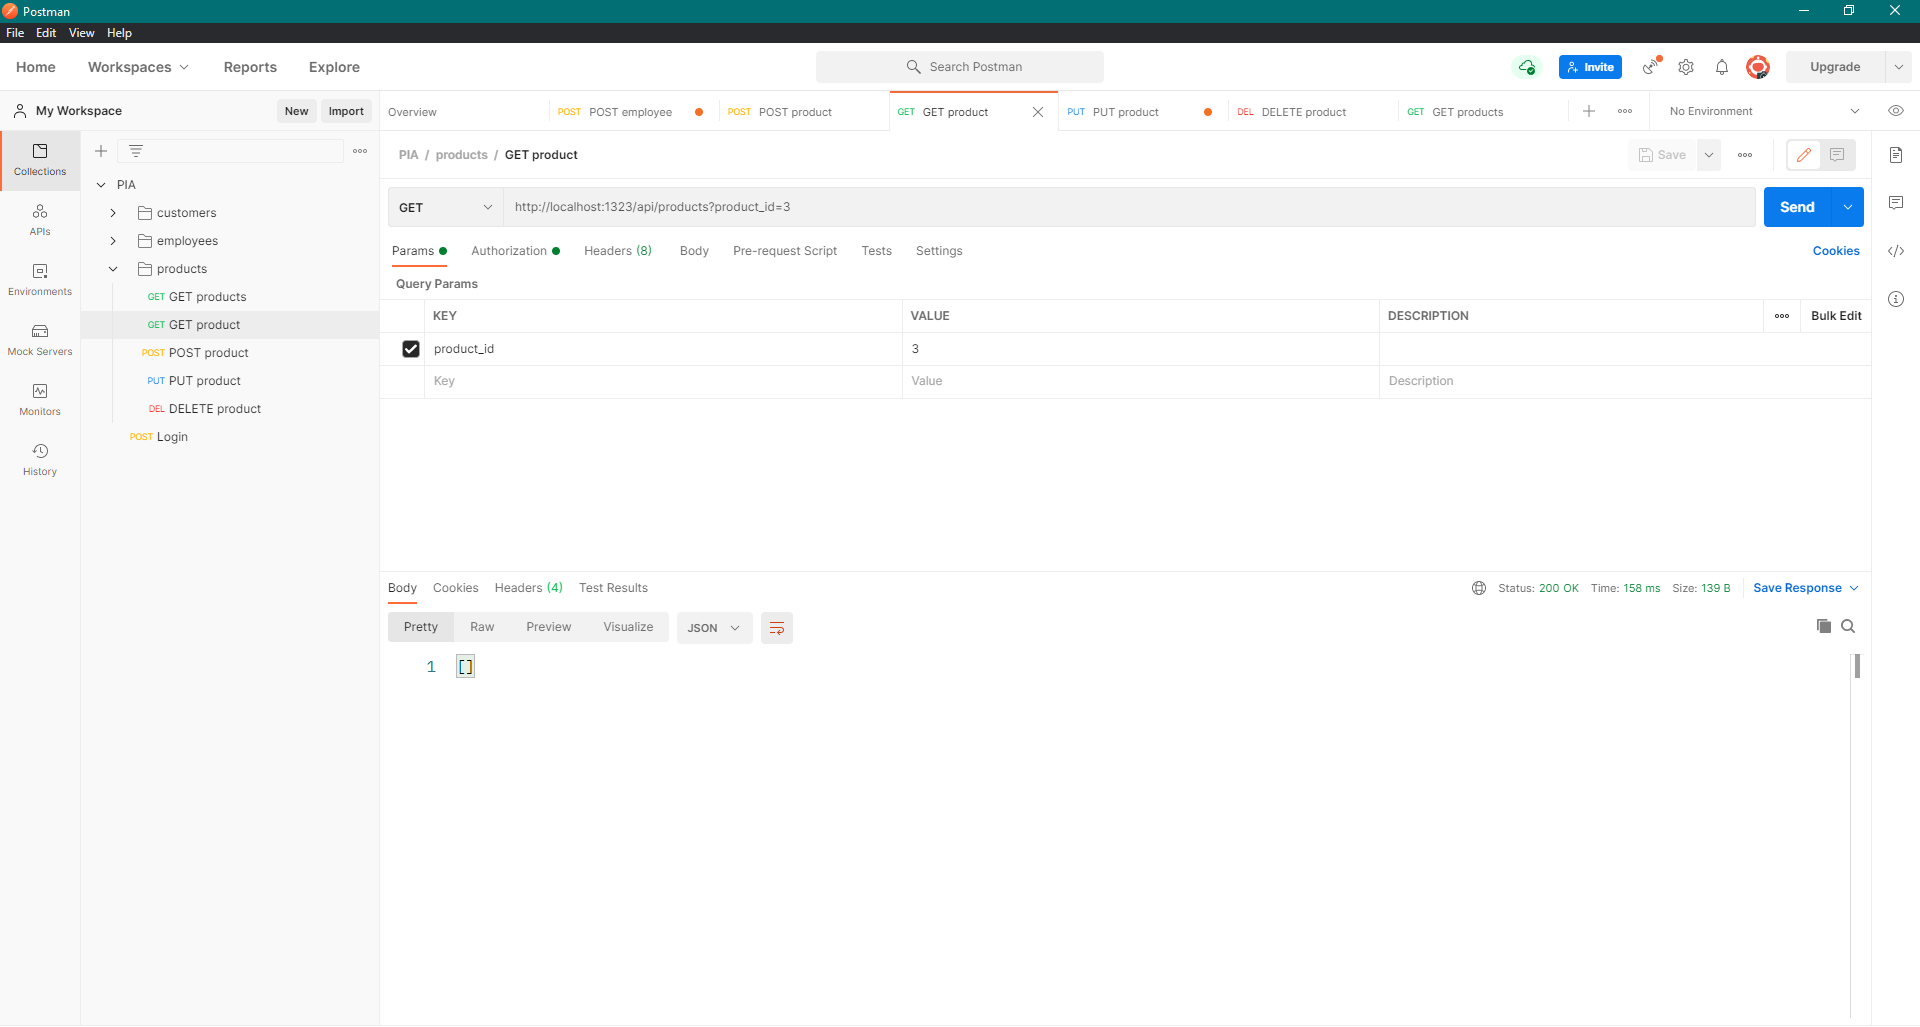 Postman
File Edit View Help
Home Workspaces Reports Explore Search Postman Invite Upgrade
My Workspace New Import Overview POST POST employee POST POST product GET GET product PUT PUT product DEL DELETE product GET GET products No Environment
Collections
APIs
Environments
Mock Servers
Monitors
History
PIA
customers
employees
products
GET GET products
GET GET product
POST POST product
PUT PUT product
DEL DELETE product
POST Login
PIA / products / GET product Save
GET http://localhost:1323/api/products?product_id=3 Send
Params Authorization Headers (8) Body Pre-request Script Tests Settings Cookies
Query Params
KEY VALUE DESCRIPTION Bulk Edit
product_id 3
Key Value Description
Body Cookies Headers (4) Test Results Status: 200 OK Time: 158 ms Size: 139 B Save Response
Pretty Raw Preview Visualize JSON
1 []